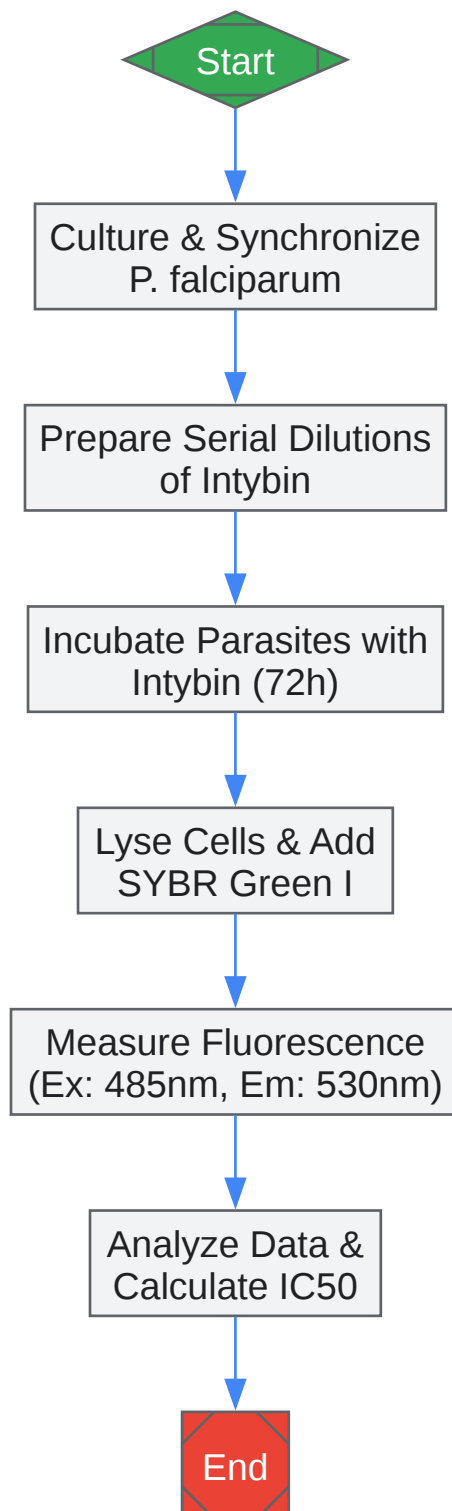 Start
Culture & Synchronize
P. falciparum
Prepare Serial Dilutions
of Intybin
Incubate Parasites with
Intybin (72h)
Lyse Cells & Add
SYBR Green I
Measure Fluorescence
(Ex: 485nm, Em: 530nm)
Analyze Data &
Calculate IC50
End